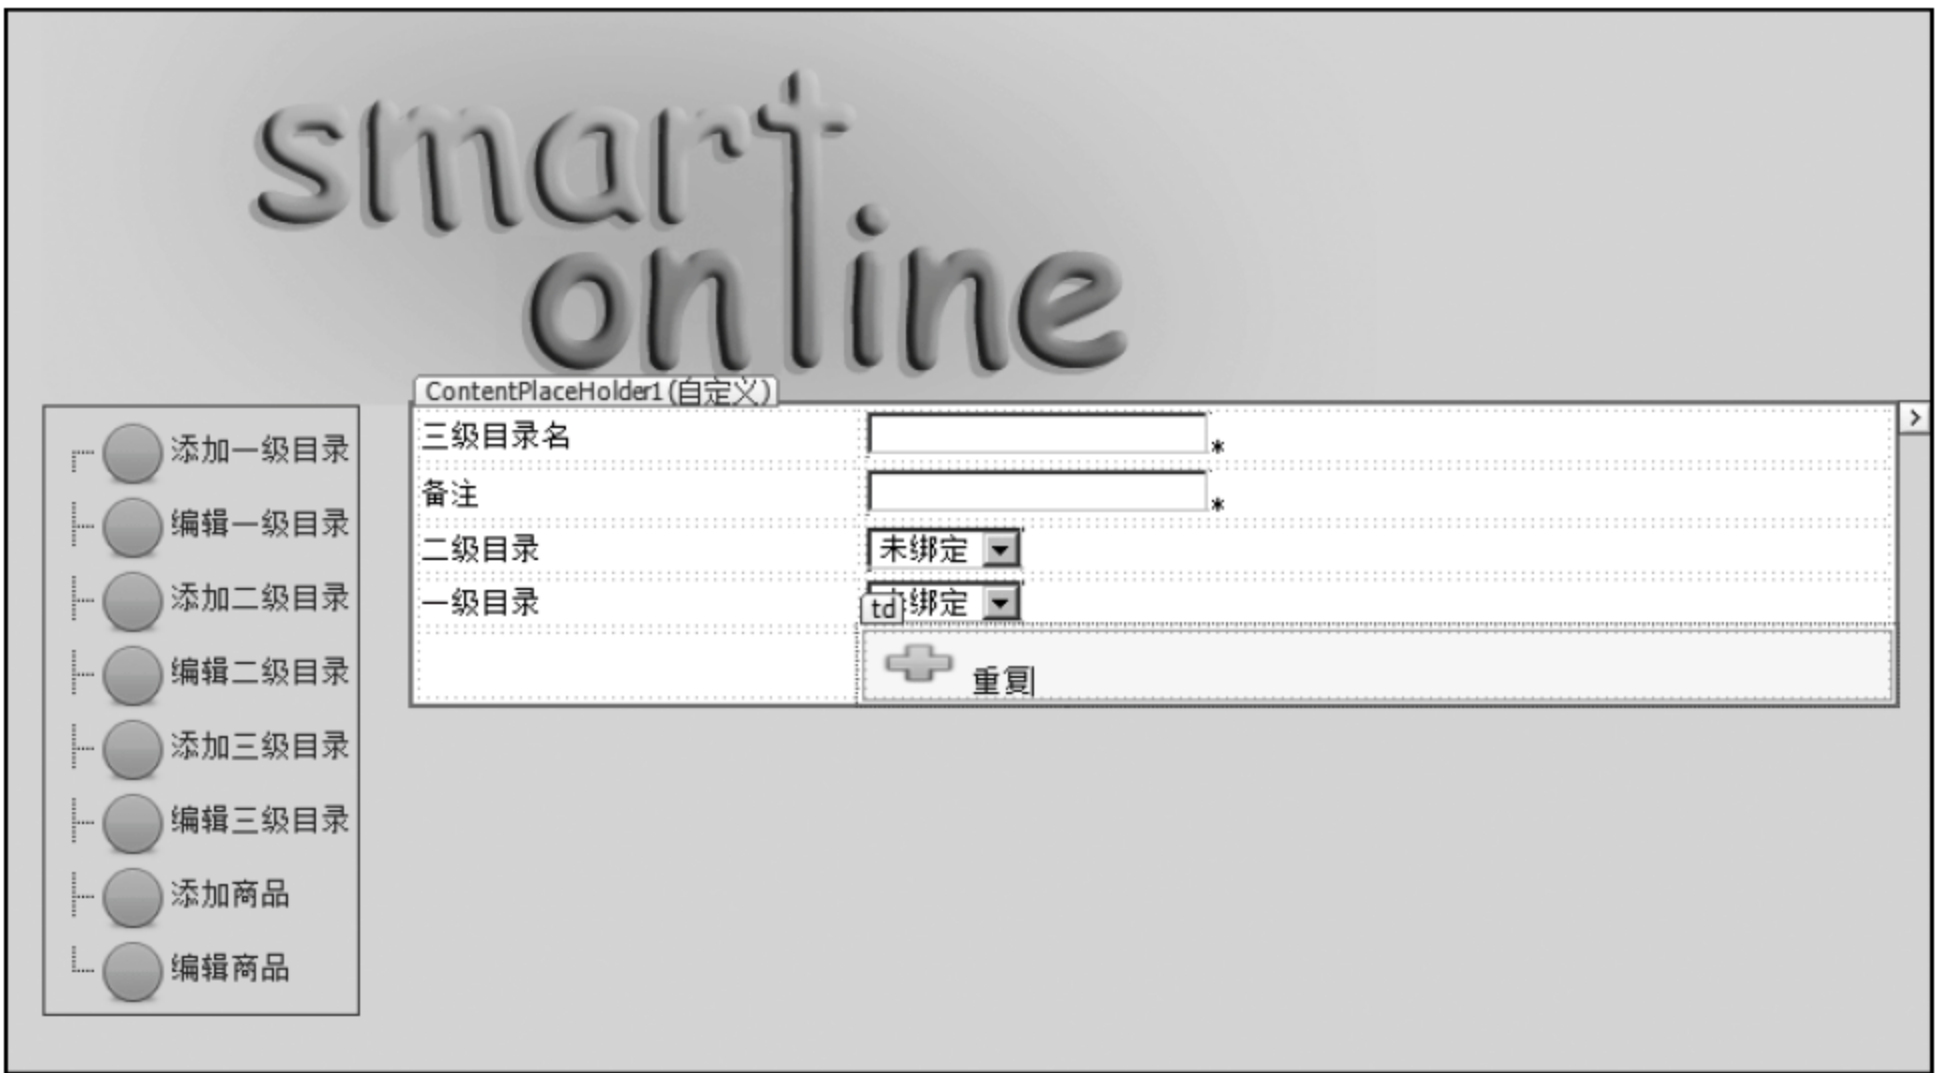 smart
online
ContentPlaceHolder1 (自定义)
添加一级目录
编辑一级目录
添加二级目录
编辑二级目录
添加三级目录
编辑三级目录
添加商品
编辑商品
三级目录名 *
备注 *
二级目录 未绑定
一级目录 绑定
td
重复
>